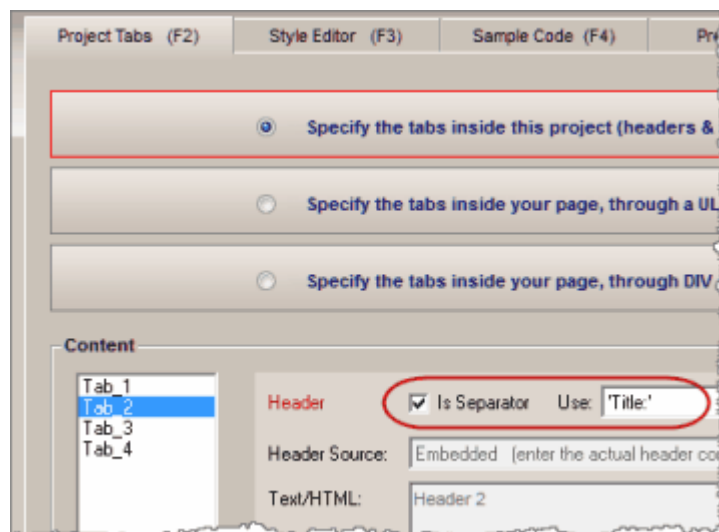 Project Tabs (F2) Style Editor (F3) Sample Code (F4)
Specify the tabs inside this project (headers &
Specify the tabs inside your page, through a UL
Specify the tabs inside your page, through DIV
Content
Tab_1
Tab_2
Tab_3
Tab_4
Header Is Separator Use: 'Title:'
Header Source: Embedded (enter the actual header
Text/HTML: Header 2